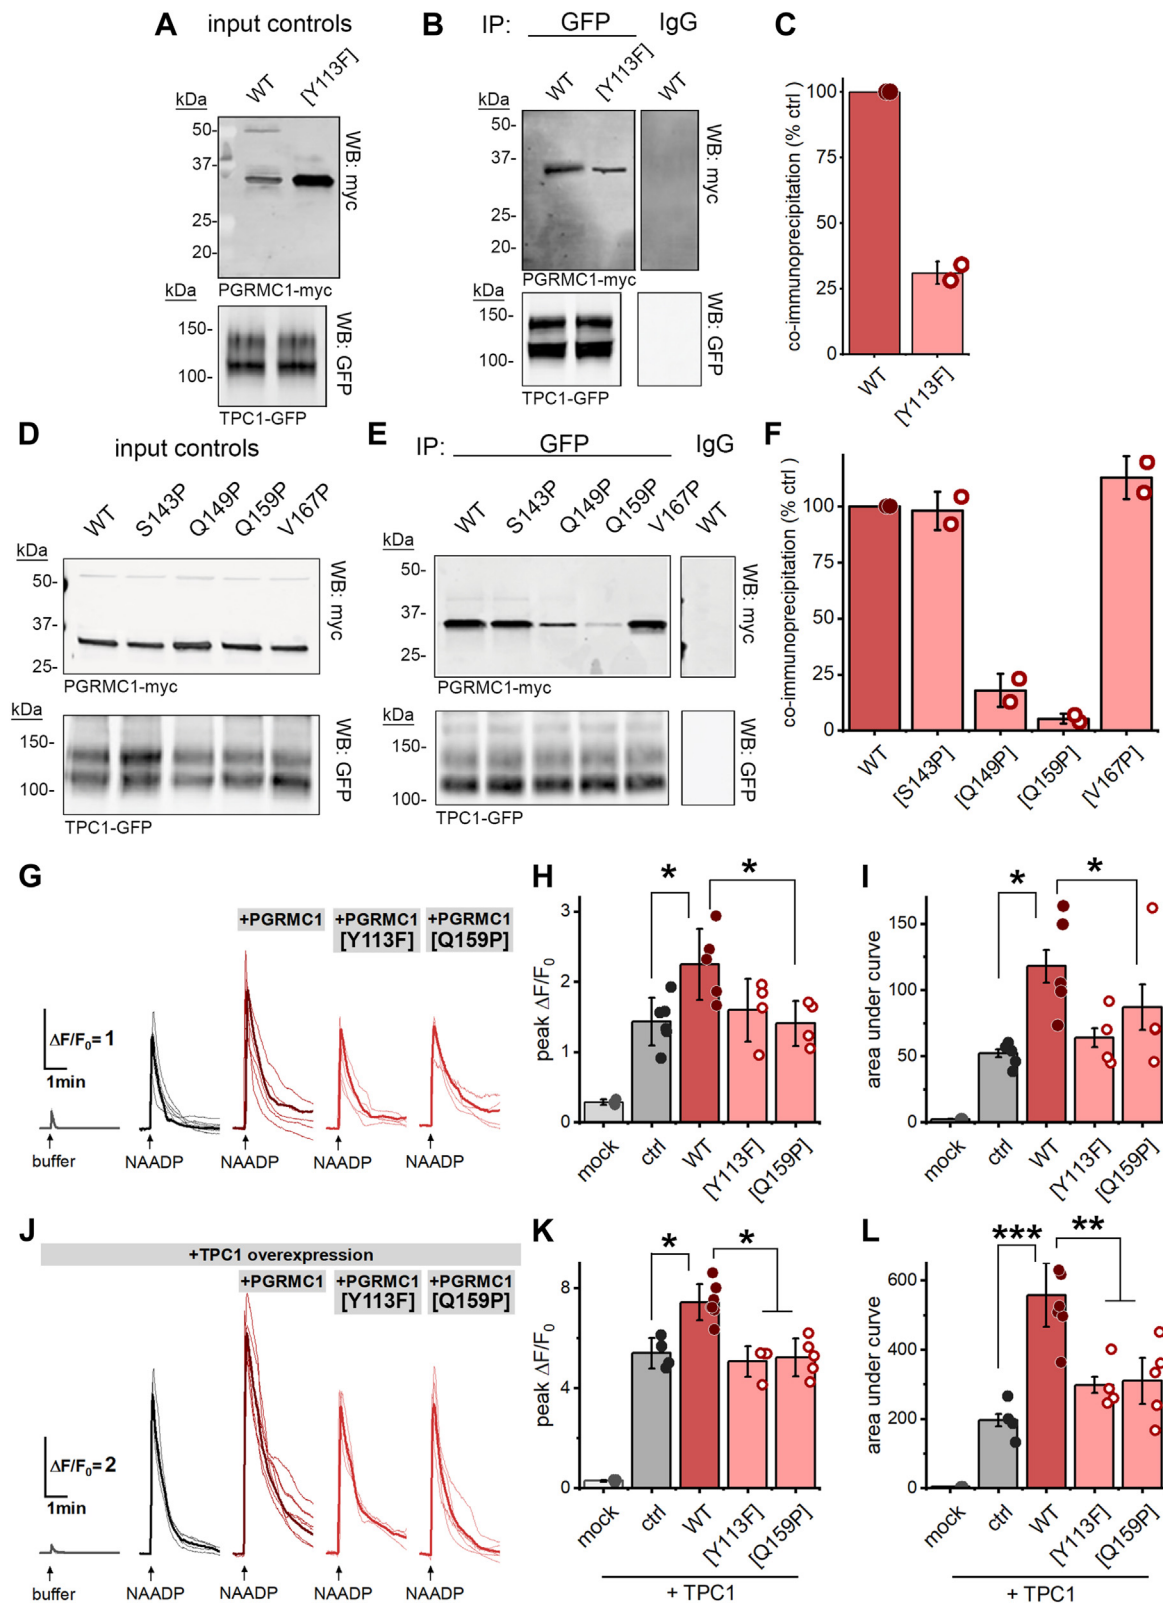 A
input controls
WT
[Y113F]
kDa
50-
37-
25-
20-
WB: myc
PGRMC1-myc
kDa
150-
100-
WB: GFP
TPC1-GFP
B
IP:
GFP
IgG
WT
[Y113F]
WT
kDa
50-
37-
25-
20-
WB: myc
PGRMC1-myc
kDa
150-
100-
WB: GFP
TPC1-GFP
C
co-immunoprecipitation (% ctrl )
100
75
50
25
0
WT
[Y113F]
D
input controls
WT
S143P
Q149P
Q159P
V167P
kDa
50-
37-
25-
WB: myc
PGRMC1-myc
kDa
150-
100-
WB: GFP
TPC1-GFP
E
IP:
GFP
IgG
WT
S143P
Q149P
Q159P
V167P
WT
kDa
50-
37-
25-
WB: myc
PGRMC1-myc
kDa
150-
100-
WB: GFP
TPC1-GFP
F
co-immunoprecipitation (% ctrl )
100
75
50
25
0
WT
[S143P]
[Q149P]
[Q159P]
[V167P]
G
+PGRMC1
+PGRMC1
[Y113F]
+PGRMC1
[Q159P]
ΔF/F0= 1
1min
buffer
NAADP
NAADP
NAADP
NAADP
H
peak ΔF/F0
3
2
1
0
*
*
mock
ctrl
WT
[Y113F]
[Q159P]
I
area under curve
150
100
50
0
*
*
mock
ctrl
WT
[Y113F]
[Q159P]
J
+TPC1 overexpression
+PGRMC1
+PGRMC1
[Y113F]
+PGRMC1
[Q159P]
ΔF/F0= 2
1min
buffer
NAADP
NAADP
NAADP
NAADP
K
peak ΔF/F0
8
4
0
*
*
mock
ctrl
WT
[Y113F]
[Q159P]
+ TPC1
L
area under curve
600
400
200
0
***
**
mock
ctrl
WT
[Y113F]
[Q159P]
+ TPC1